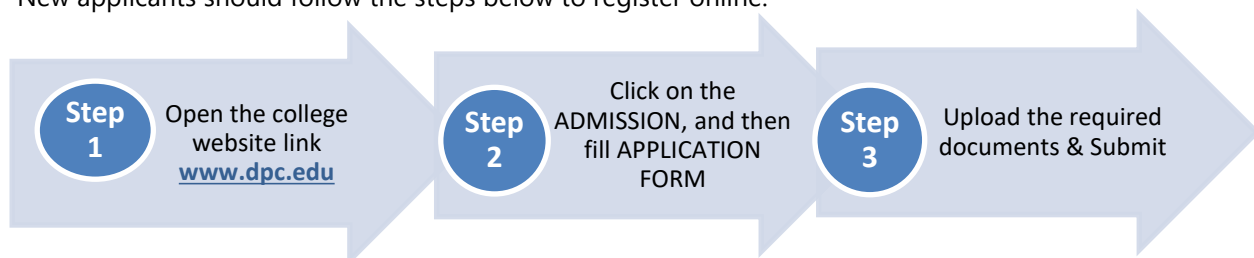 New applicants should follow the steps below to register online:
Step
1
Open the college
website link
www.dpc.edu
Step
2
Click on the
ADMISSION, and then
fill APPLICATION
FORM
Step
3
Upload the required
documents & Submit